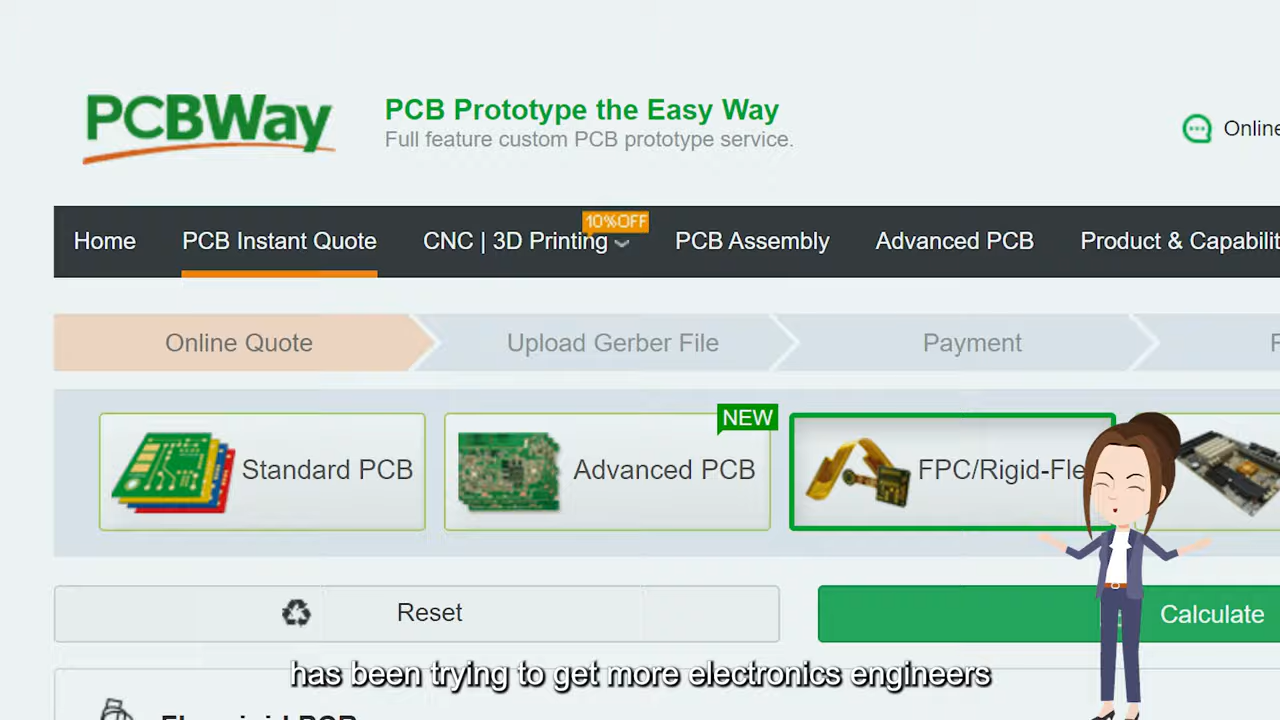 PCBWay
PCB Prototype the Easy Way
Full feature custom PCB prototype service.
Online
10%OFF
Home PCB Instant Quote CNC | 3D Printing PCB Assembly Advanced PCB Product & Capabilit
Online Quote Upload Gerber File Payment
NEW
Standard PCB Advanced PCB FPC/Rigid-Fle
Reset Calculate
has been trying to get more electronics engineers